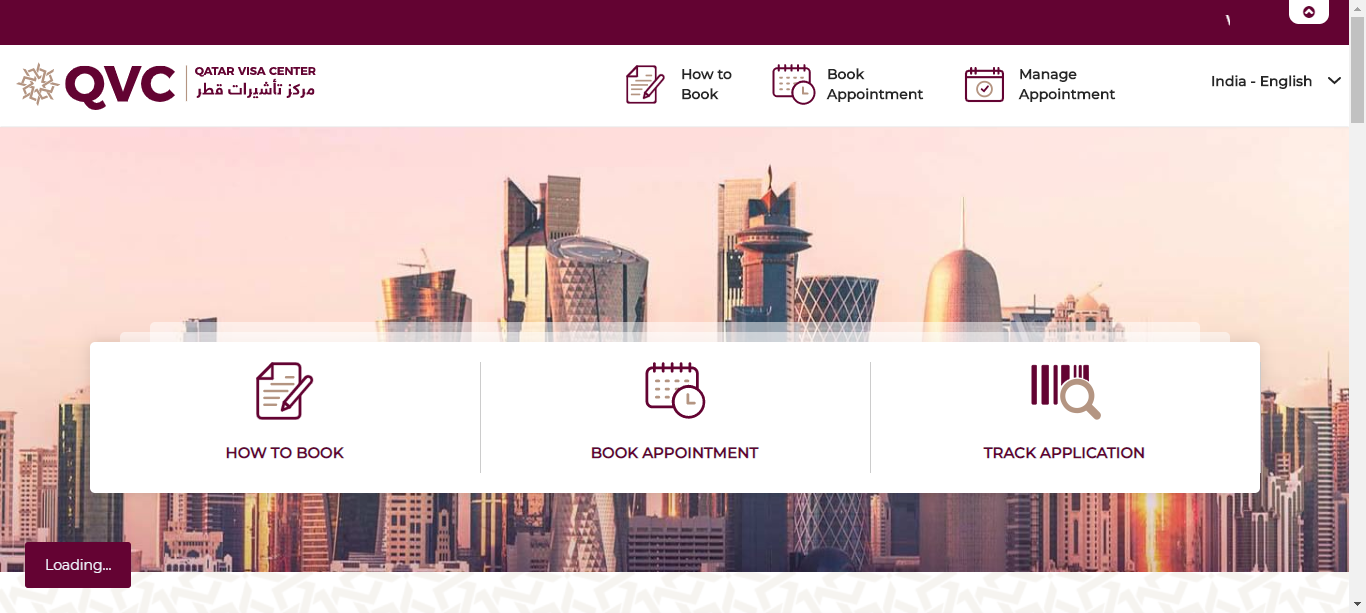 QVC
QATAR VISA CENTER
مركز تأشيرات قطر
How to
Book
Book
Appointment
Manage
Appointment
India - English
HOW TO BOOK
BOOK APPOINTMENT
TRACK APPLICATION
Loading...